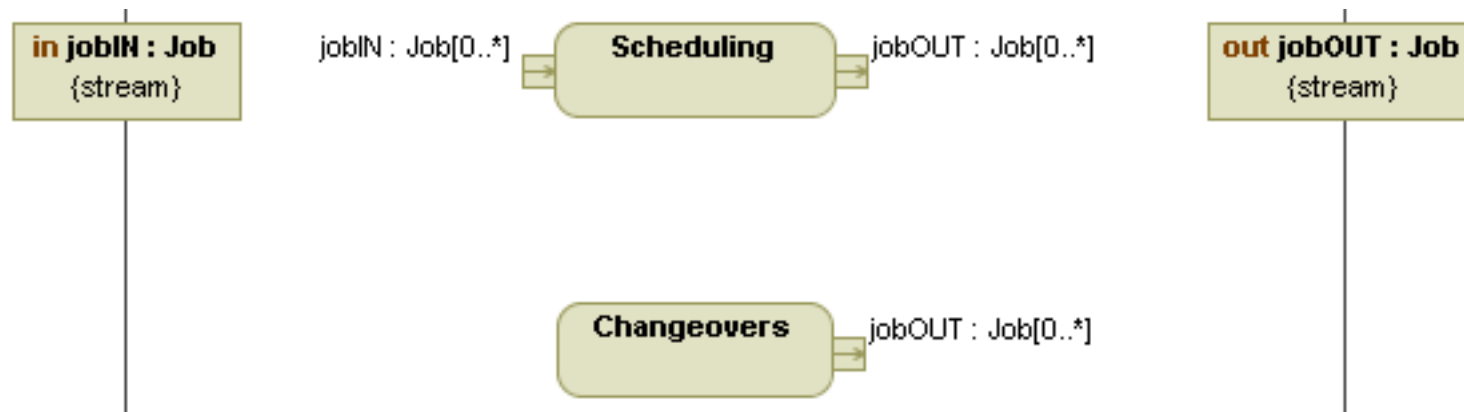 in jobIN : Job
{stream}
jobIN : Job[0..*]
Scheduling
jobOUT : Job[0..*]
out jobOUT : Job
{stream}
Changeovers
jobOUT : Job[0..*]